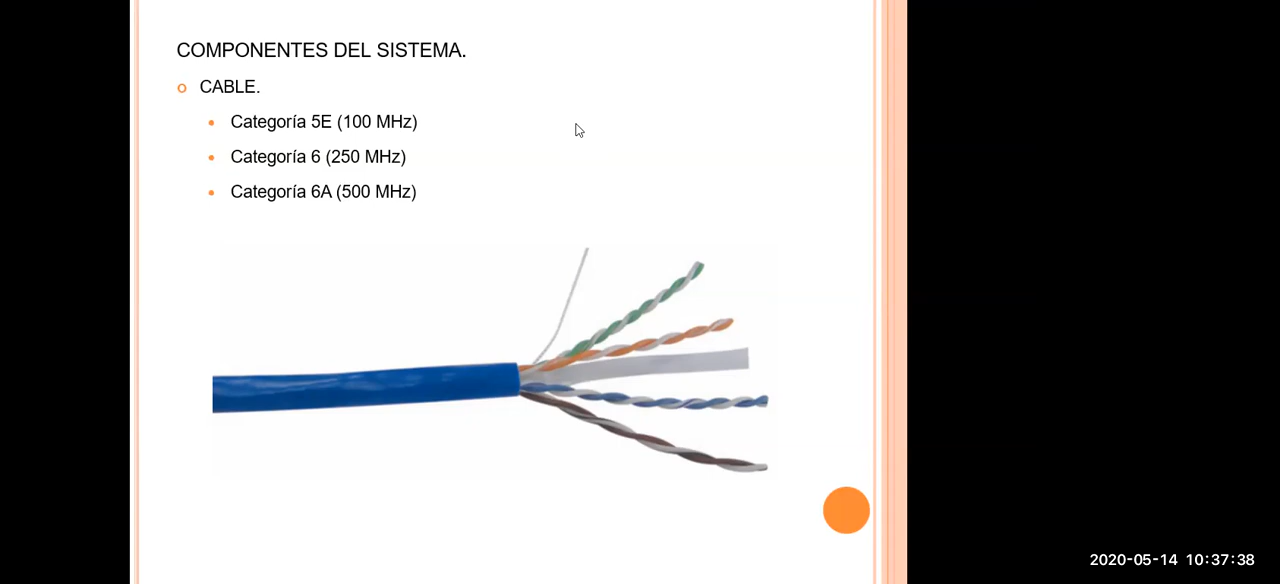 COMPONENTES DEL SISTEMA.
CABLE.
Categoría 5E (100 MHz)
Categoría 6 (250 MHz)
Categoría 6A (500 MHz)
2020-05-14 10:37:38